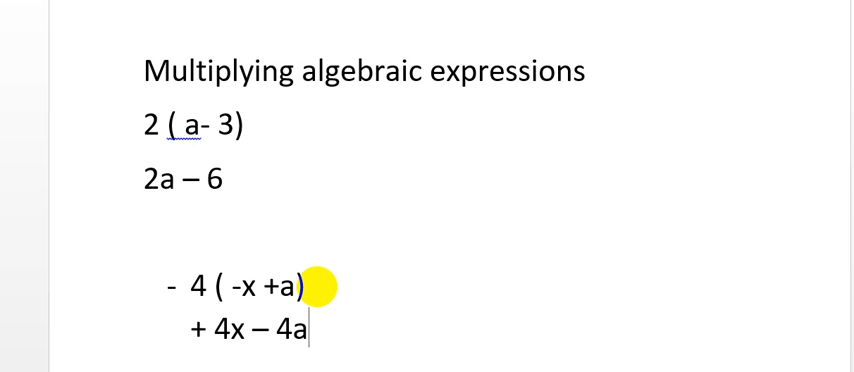 Multiplying algebraic expressions
2 ( a- 3)
2a – 6
- 4 ( -x +a)
+ 4x – 4a